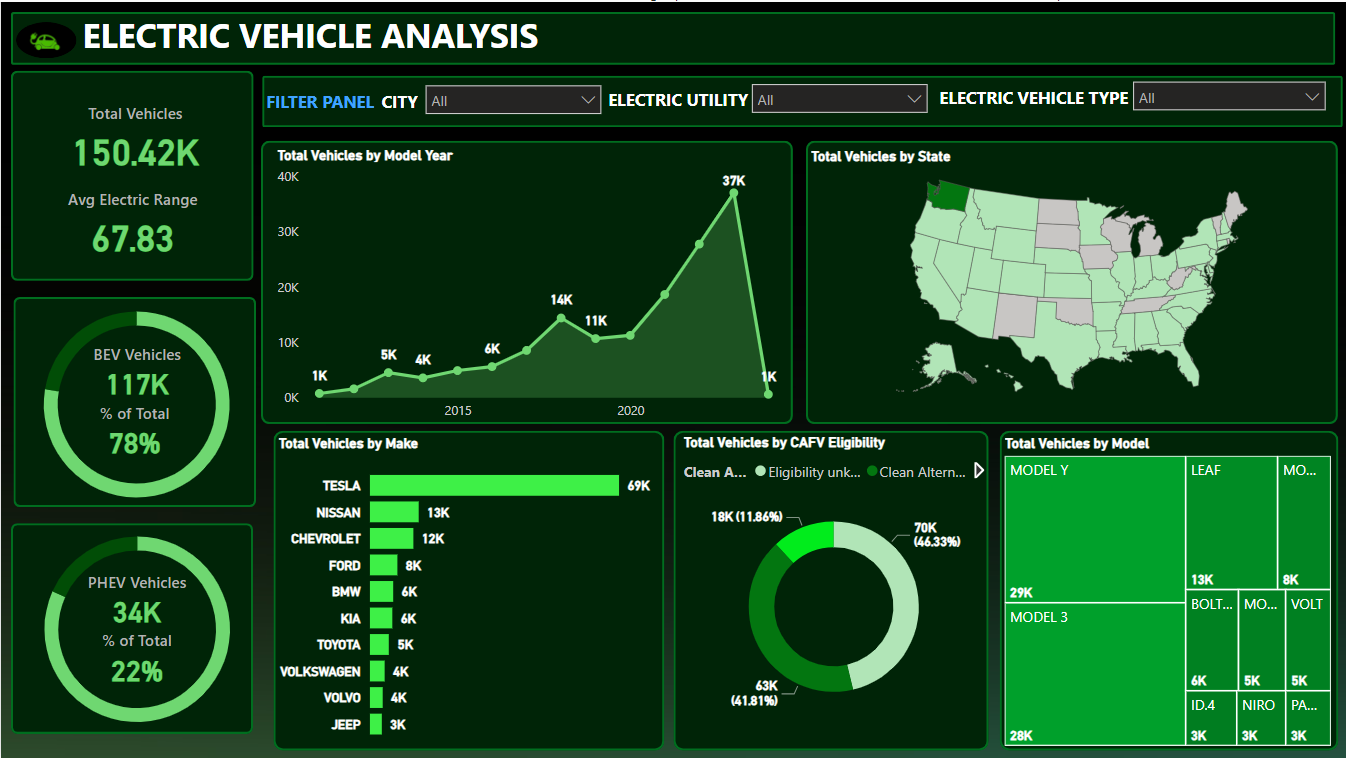 ELECTRIC VEHICLE ANALYSIS
FILTER PANEL CITY All ELECTRIC UTILITY All ELECTRIC VEHICLE TYPE All
Total Vehicles
150.42K
Avg Electric Range
67.83
BEV Vehicles
117K
% of Total
78%
PHEV Vehicles
34K
% of Total
22%
Total Vehicles by Model Year
40K
30K
20K
10K
0K
1K
5K
4K
6K
14K
11K
37K
1K
2015
2020
Total Vehicles by State
Total Vehicles by Make
TESLA 69K
NISSAN 13K
CHEVROLET 12K
FORD 8K
BMW 6K
KIA 6K
TOYOTA 5K
VOLKSWAGEN 4K
VOLVO 4K
JEEP 3K
Total Vehicles by CAFV Eligibility
Clean A... Eligibility unk... Clean Altern...
18K (11.86%)
70K
(46.33%)
63K
(41.81%)
Total Vehicles by Model
MODEL Y
29K
MODEL 3
28K
LEAF
13K
MO...
8K
BOLT...
6K
MO...
5K
VOLT
5K
ID.4
3K
NIRO
3K
PA...
3K